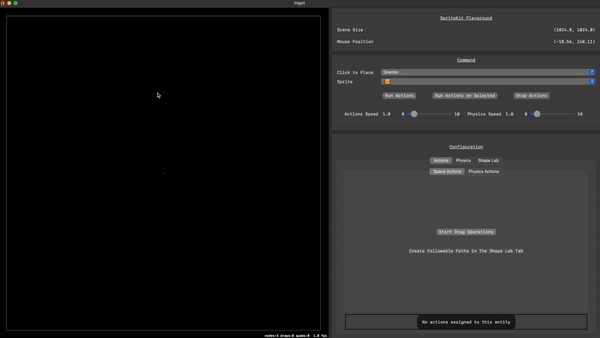 Ingot
SpriteKit Playground
Scene Size (1024.0, 1024.0)
Mouse Position (-18.56, 248.11)
Command
Click to Place Gremlin
Sprite
Run Actions Run Actions on Selected Stop Actions
Actions Speed 1.0 0 10 Physics Speed 1.0 0 10
Configuration
Actions Physics Shape Lab
Space Actions Physics Actions
Start Drag Operations
Create Followable Paths in The Shape Lab Tab
No actions assigned to this entity
nodes:4 draws:0 quads:0 1.0 fps